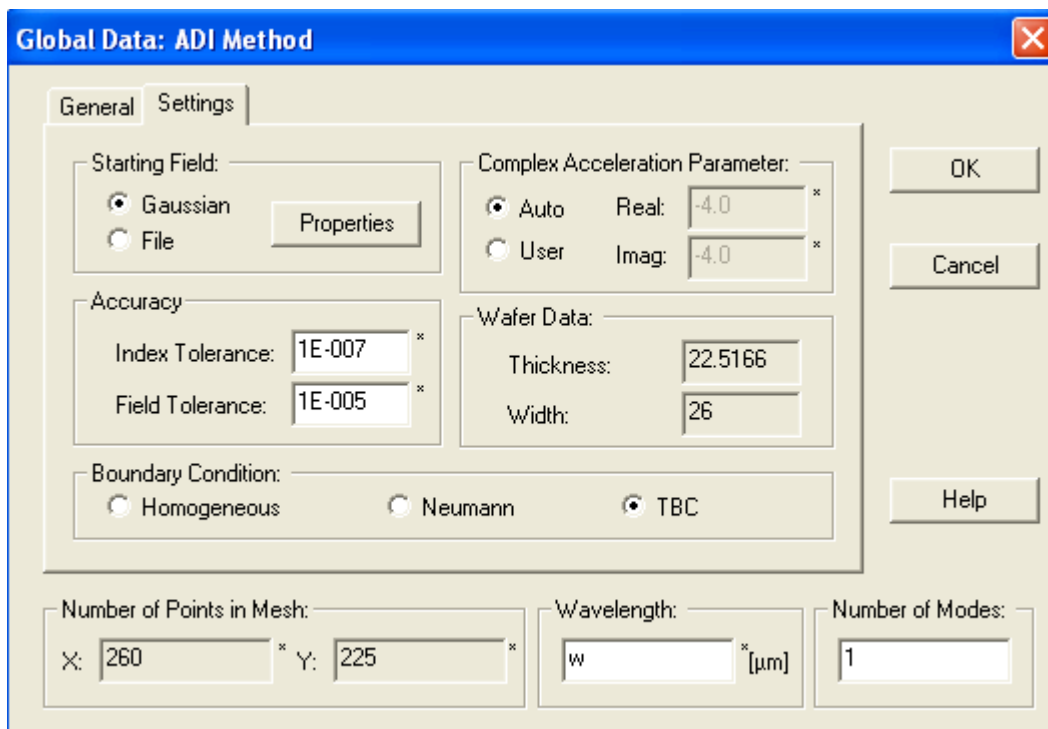 Global Data: ADI Method
General Settings
Starting Field:
Gaussian
File
Properties
Complex Acceleration Parameter:
Auto Real: -4.0 *
User Imag: -4.0 *
OK
Cancel
Accuracy
Index Tolerance: 1E-007 *
Field Tolerance: 1E-005 *
Wafer Data:
Thickness: 22.5166
Width: 26
Boundary Condition:
Homogeneous Neumann TBC
Help
Number of Points in Mesh:
X: 260 * Y: 225 *
Wavelength:
w * [µm]
Number of Modes:
1